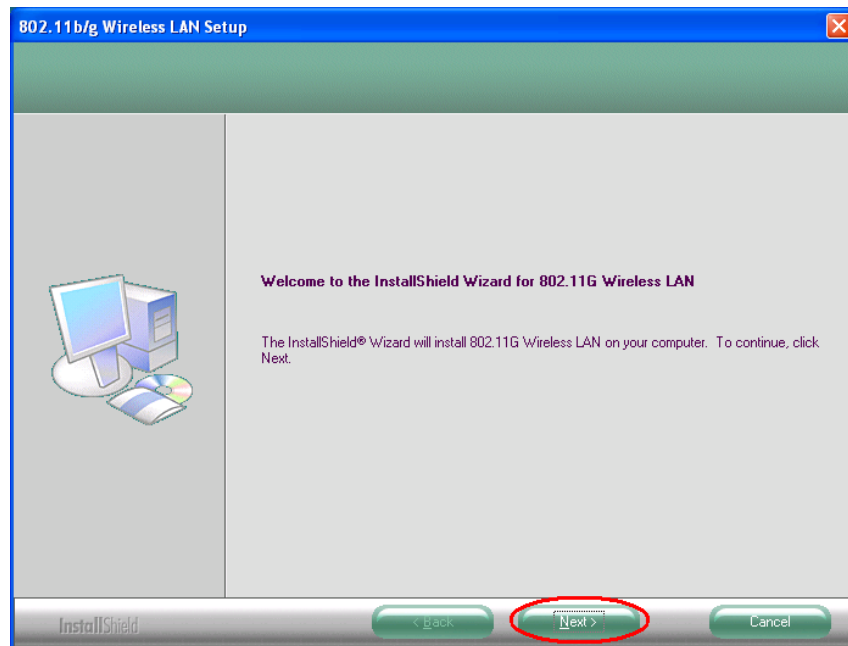 802.11b/g Wireless LAN Setup
Welcome to the InstallShield Wizard for 802.11G Wireless LAN
The InstallShield® Wizard will install 802.11G Wireless LAN on your computer. To continue, click
Next.
InstallShield
< Back
Next >
Cancel